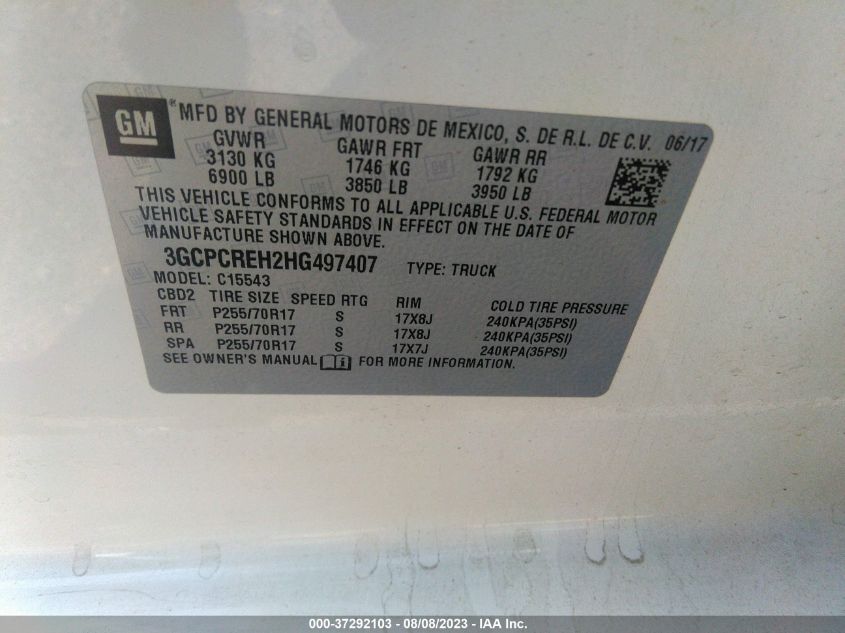 GM ® MFD BY GENERAL MOTORS DE MEXICO, S. DE R.L. DE C.V. 06/17
GVWR GAWR FRT GAWR RR
3130 KG 1746 KG 1792 KG
6900 LB 3850 LB 3950 LB
THIS VEHICLE CONFORMS TO ALL APPLICABLE U.S. FEDERAL MOTOR
VEHICLE SAFETY STANDARDS IN EFFECT ON THE DATE OF
MANUFACTURE SHOWN ABOVE.
3GCPCREH2HG497407 TYPE: TRUCK
MODEL: C15543
CBD2 TIRE SIZE SPEED RTG RIM COLD TIRE PRESSURE
FRT P255/70R17 S 17X8J 240KPA(35PSI)
RR P255/70R17 S 17X8J 240KPA(35PSI)
SPA P255/70R17 S 17X7J 240KPA(35PSI)
SEE OWNER'S MANUAL i FOR MORE INFORMATION.
000-37292103 - 08/08/2023 - IAA Inc.